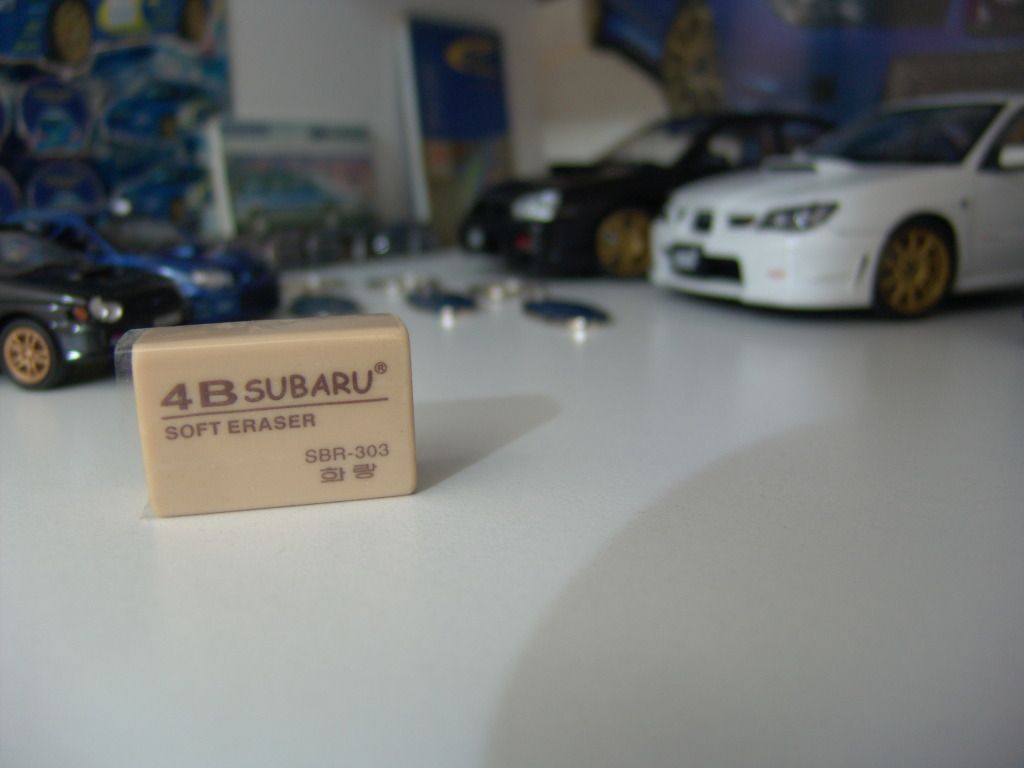 4B SUBARU®
SOFT ERASER
SBR-303
화랑